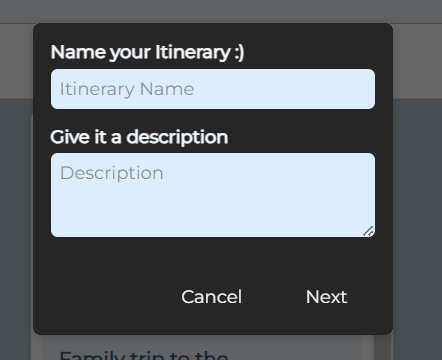 Name your Itinerary :)
Itinerary Name
Give it a description
Description
Cancel Next
Family trip to the